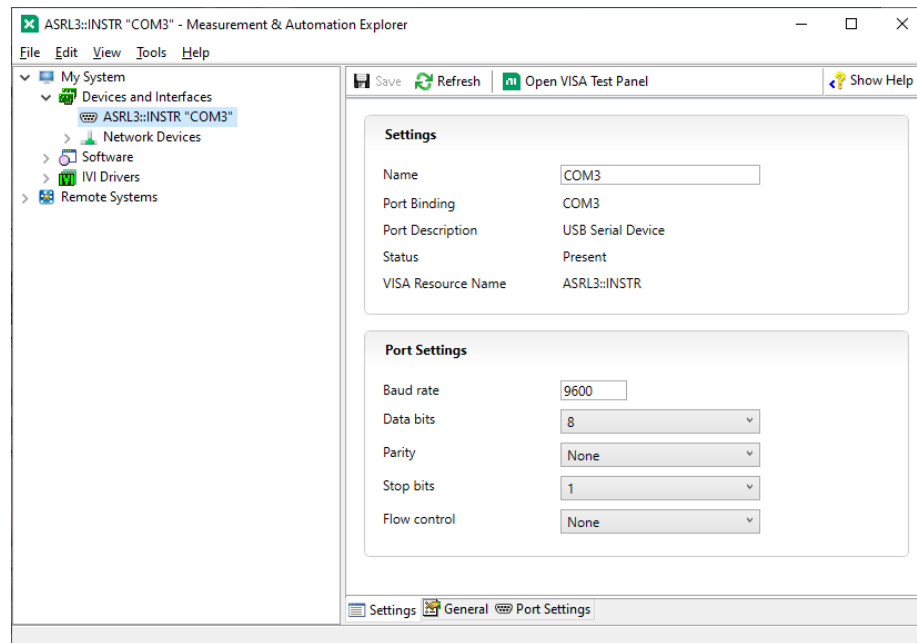 ASRL3::INSTR "COM3" - Measurement & Automation Explorer
File Edit View Tools Help
My System
Devices and Interfaces
ASRL3::INSTR "COM3"
Network Devices
Software
IVI Drivers
Remote Systems
Save Refresh Open VISA Test Panel Show Help
Settings
Name COM3
Port Binding COM3
Port Description USB Serial Device
Status Present
VISA Resource Name ASRL3::INSTR
Port Settings
Baud rate 9600
Data bits 8
Parity None
Stop bits 1
Flow control None
Settings General Port Settings